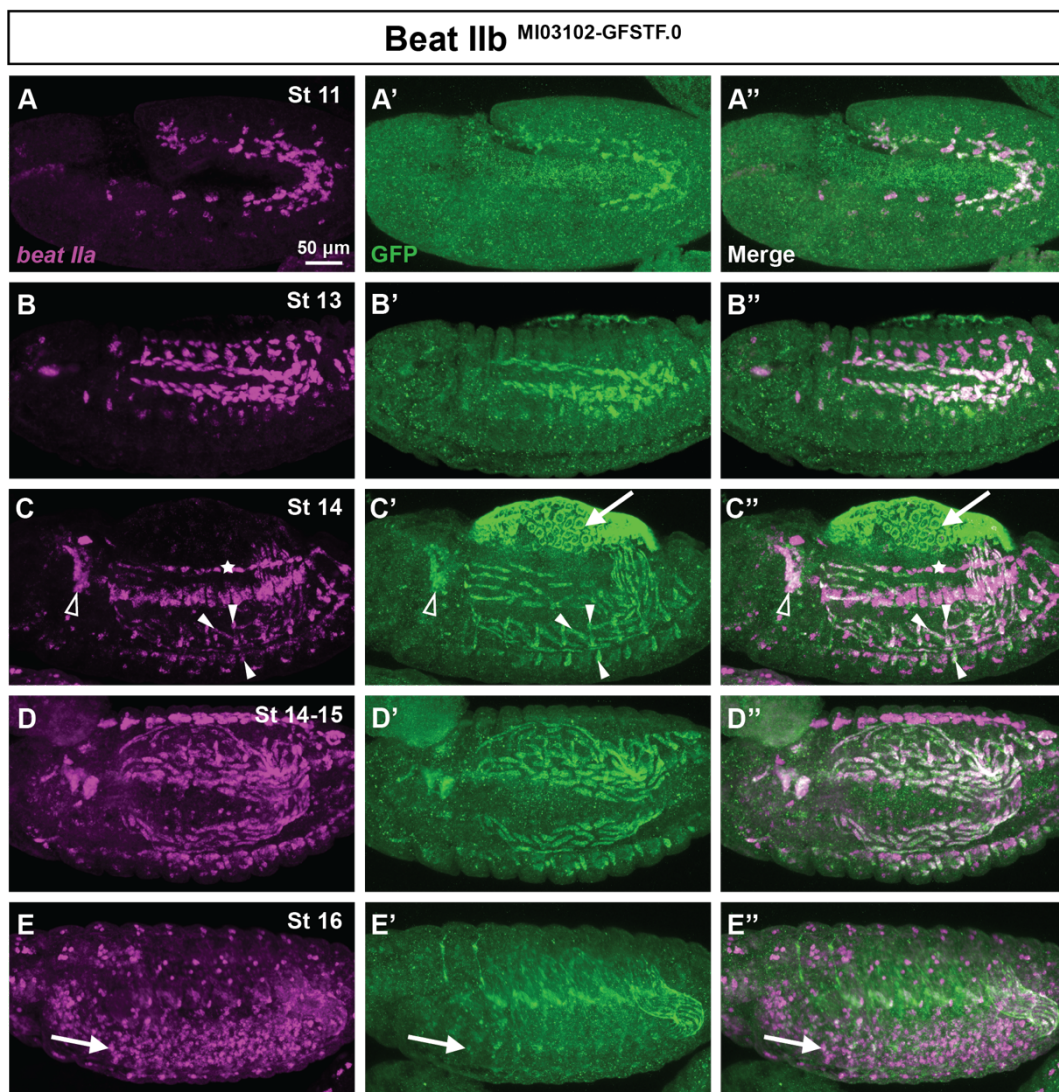 Beat IIb MI03102-GFSTF.0
A St 11 A' A"
beat IIa 50 µm GFP Merge
B St 13 B' B"
C St 14 C' C"
D St 14-15 D' D"
E St 16 E' E"